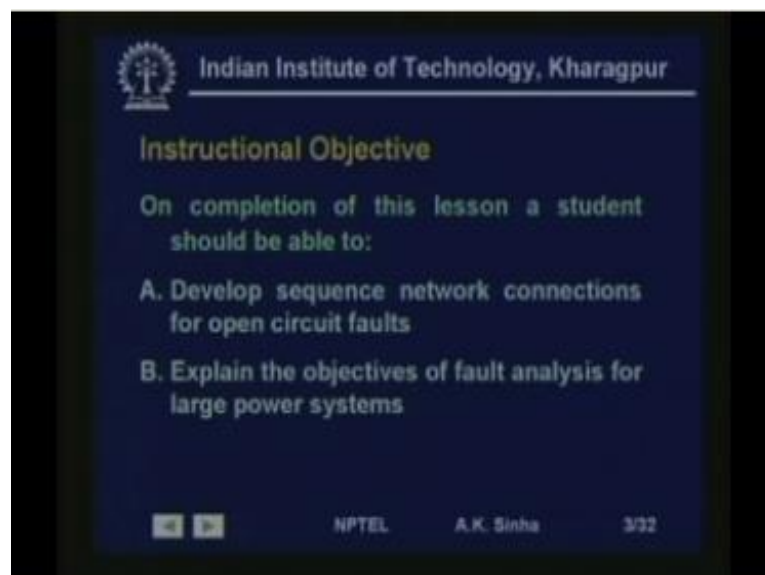 Indian Institute of Technology, Kharagpur
Instructional Objective
On completion of this lesson a student
should be able to:
A. Develop sequence network connections
for open circuit faults
B. Explain the objectives of fault analysis for
large power systems
NPTEL A.K. Sinha 3/32